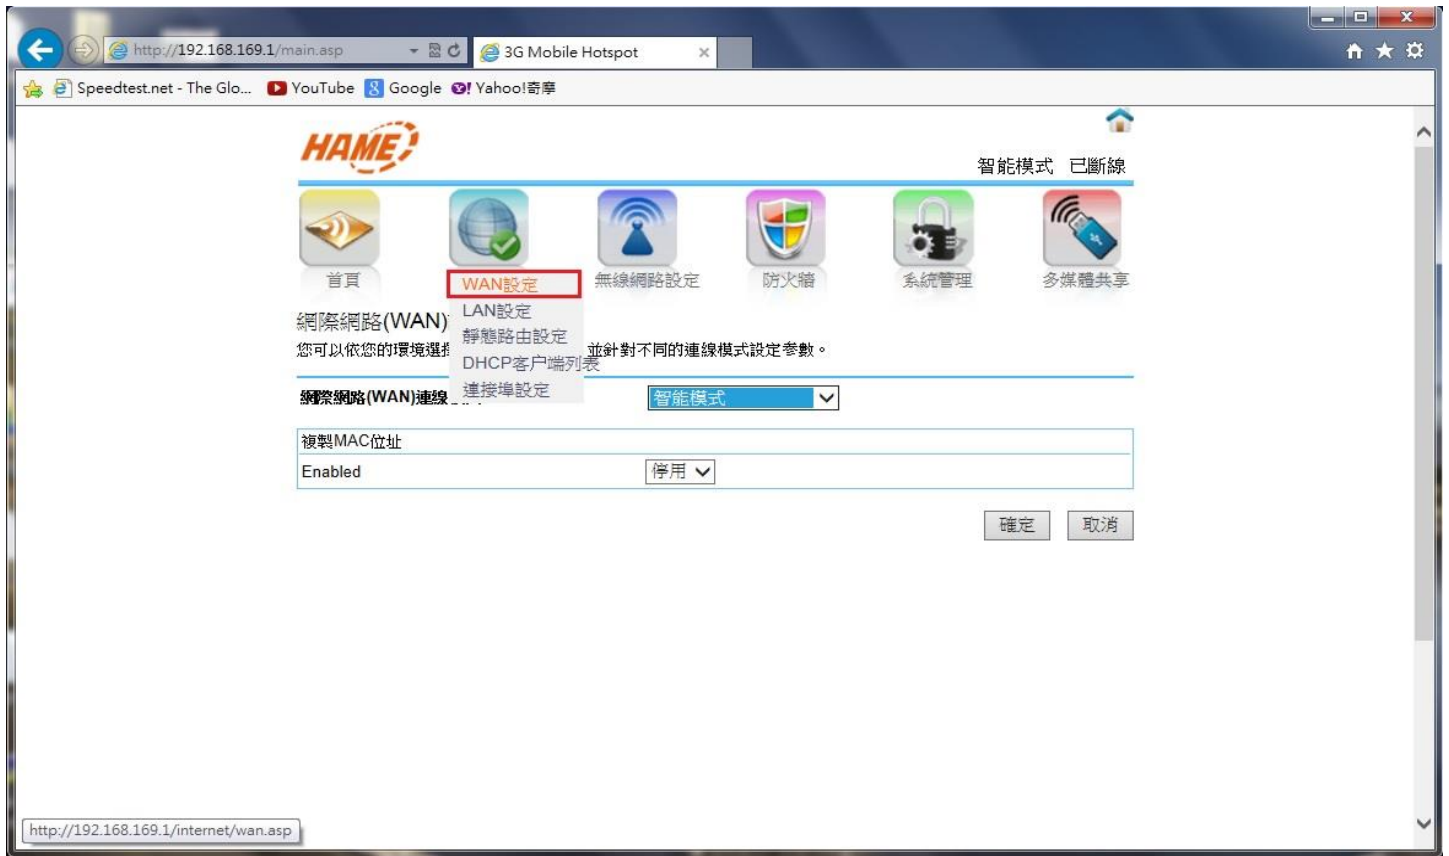 http://192.168.169.1/main.asp
3G Mobile Hotspot
Speedtest.net - The Glo...
YouTube
Google
Yahoo!奇摩
HAME
智能模式 已斷線
首頁
無線網路設定
防火牆
系統管理
多媒體共享
WAN設定
LAN設定
靜態路由設定
DHCP客戶端列表
連接埠設定
網際網路(WAN)
您可以依您的環境選擇 並針對不同的連線模式設定參數。
網際網路(WAN)連線
智能模式
複製MAC位址
Enabled
停用
確定
取消
http://192.168.169.1/internet/wan.asp